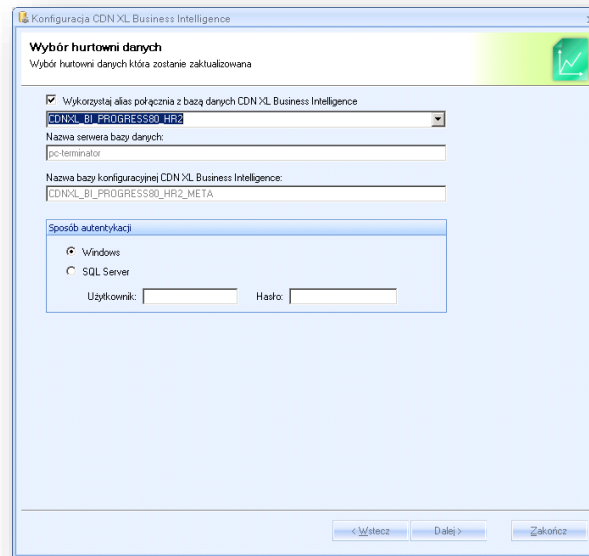 Konfiguracja CDN XL Business Intelligence
Wybór hurtowni danych
Wybór hurtowni danych która zostanie zaktualizowana
Wykorzystaj alias połącznia z bazą danych CDN XL Business Intelligence
CDNXL_BI_PROGRESS80_HR2
Nazwa serwera bazy danych:
pc-terminator
Nazwa bazy konfiguracyjnej CDN XL Business Intelligence:
CDNXL_BI_PROGRESS80_HR2_META
Sposób autentykacji
Windows
SQL Server
Użytkownik: Hasło:
< Wstecz Dalej > Zakończ